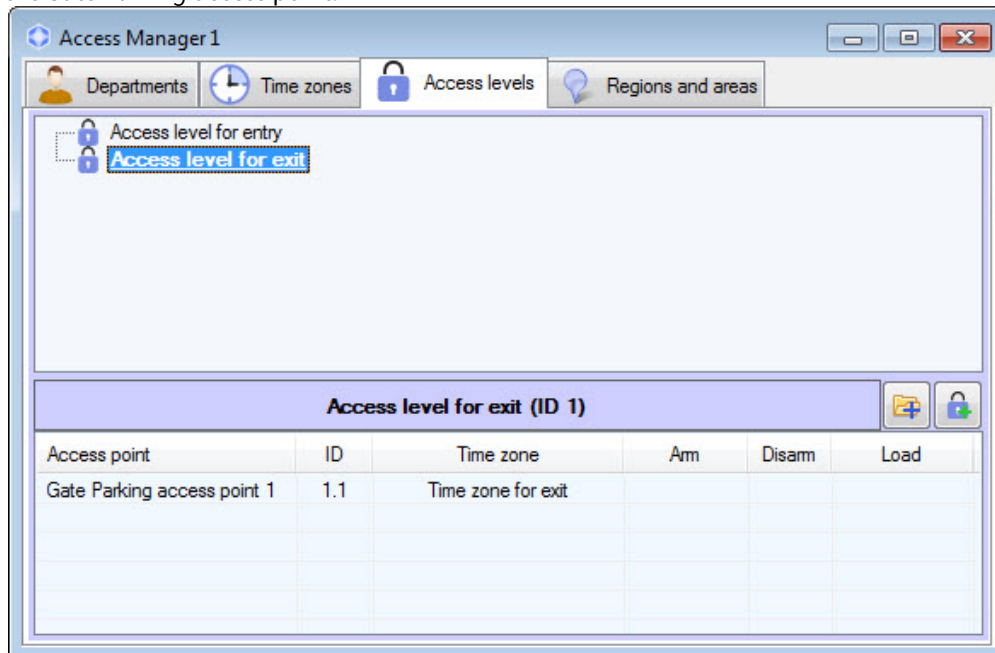 Access Manager 1
Departments Time zones Access levels Regions and areas
Access level for entry
Access level for exit
Access level for exit (ID 1)
Access point ID Time zone Arm Disarm Load
Gate Parking access point 1 1.1 Time zone for exit